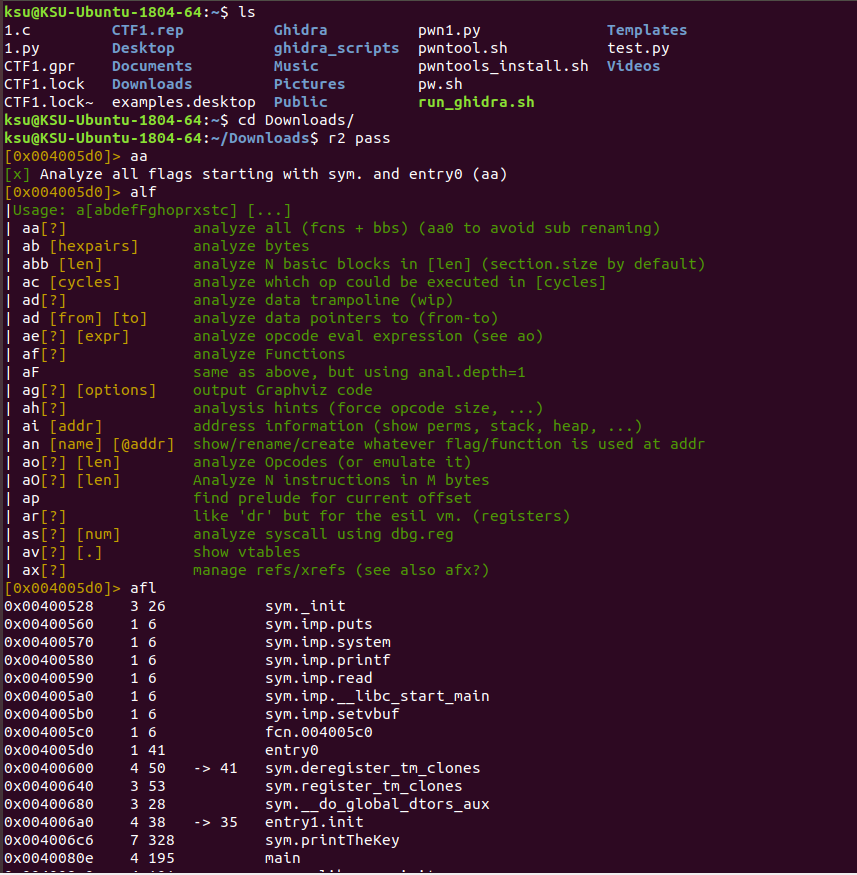 ksu@KSU-Ubuntu-1804-64:~$ ls
1.c CTF1.rep Ghidra pwn1.py Templates
1.py Desktop ghidra_scripts pwntool.sh test.py
CTF1.gpr Documents Music pwntools_install.sh Videos
CTF1.lock Downloads Pictures pw.sh
CTF1.lock~ examples.desktop Public run_ghidra.sh
ksu@KSU-Ubuntu-1804-64:~$ cd Downloads/
ksu@KSU-Ubuntu-1804-64:~/Downloads$ r2 pass
[0x004005d0]> aa
[x] Analyze all flags starting with sym. and entry0 (aa)
[0x004005d0]> alf
|Usage: a[abdefFghoprxstc] [...]
| aa[?] analyze all (fcns + bbs) (aa0 to avoid sub renaming)
| ab [hexpairs] analyze bytes
| abb [len] analyze N basic blocks in [len] (section.size by default)
| ac [cycles] analyze which op could be executed in [cycles]
| ad[?] analyze data trampoline (wip)
| ad [from] [to] analyze data pointers to (from-to)
| ae[?] [expr] analyze opcode eval expression (see ao)
| af[?] analyze Functions
| aF same as above, but using anal.depth=1
| ag[?] [options] output Graphviz code
| ah[?] analysis hints (force opcode size, ...)
| ai [addr] address information (show perms, stack, heap, ...)
| an [name] [@addr] show/rename/create whatever flag/function is used at addr
| ao[?] [len] analyze Opcodes (or emulate it)
| aO[?] [len] Analyze N instructions in M bytes
| ap find prelude for current offset
| ar[?] like 'dr' but for the esil vm. (registers)
| as[?] [num] analyze syscall using dbg.reg
| av[?] [.] show vtables
| ax[?] manage refs/xrefs (see also afx?)
[0x004005d0]> afl
0x00400528 3 26 sym._init
0x00400560 1 6 sym.imp.puts
0x00400570 1 6 sym.imp.system
0x00400580 1 6 sym.imp.printf
0x00400590 1 6 sym.imp.read
0x004005a0 1 6 sym.imp.__libc_start_main
0x004005b0 1 6 sym.imp.setvbuf
0x004005c0 1 6 fcn.004005c0
0x004005d0 1 41 entry0
0x00400600 4 50 -> 41 sym.deregister_tm_clones
0x00400640 3 53 sym.register_tm_clones
0x00400680 3 28 sym.__do_global_dtors_aux
0x004006a0 4 38 -> 35 entry1.init
0x004006c6 7 328 sym.printTheKey
0x0040080e 4 195 main